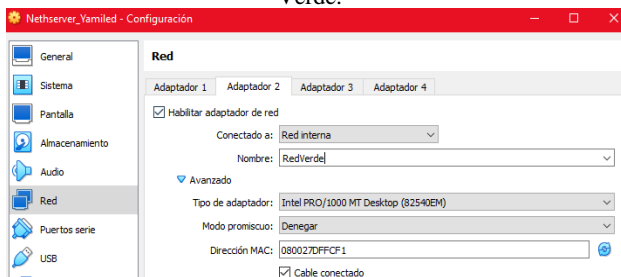 Verde.
Nethserver_Yamiled - Configuración
General
Sistema
Pantalla
Almacenamiento
Audio
Red
Puertos serie
USB
Red
Adaptador 1 Adaptador 2 Adaptador 3 Adaptador 4
Habilitar adaptador de red
Conectado a: Red interna
Nombre: RedVerde
Avanzado
Tipo de adaptador: Intel PRO/1000 MT Desktop (82540EM)
Modo promiscuo: Denegar
Dirección MAC: 080027DFFCF1
Cable conectado